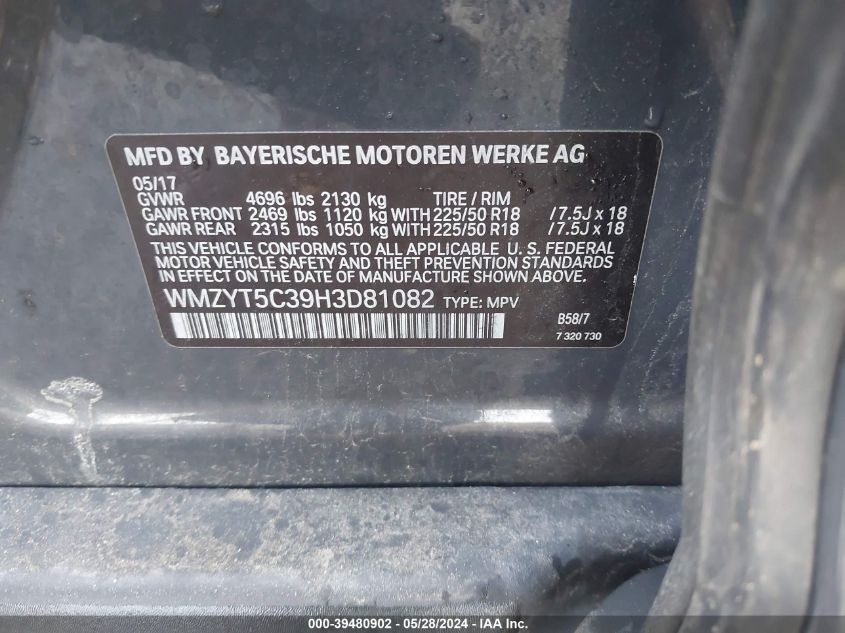 MFD BY BAYERISCHE MOTOREN WERKE AG
05/17
GVWR 4696 lbs 2130 kg TIRE / RIM
GAWR FRONT 2469 lbs 1120 kg WITH 225/50 R18 / 7.5J x 18
GAWR REAR 2315 lbs 1050 kg WITH 225/50 R18 / 7.5J x 18
THIS VEHICLE CONFORMS TO ALL APPLICABLE U. S. FEDERAL
MOTOR VEHICLE SAFETY AND THEFT PREVENTION STANDARDS
IN EFFECT ON THE DATE OF MANUFACTURE SHOWN ABOVE.
WMZYT5C39H3D81082 TYPE: MPV
B58/7
7 320 730
000-39480902 - 05/28/2024 - IAA Inc.